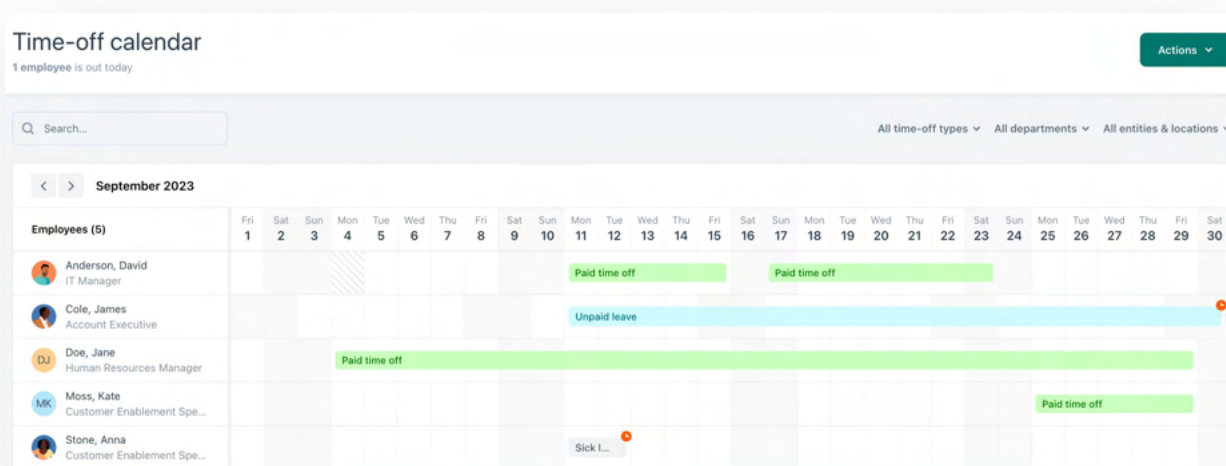 Time-off calendar
1 employee is out today
Actions
Search...
All time-off types
All departments
All entities & locations
September 2023
Employees (5)
Fri Sat Sun Mon Tue Wed Thu Fri Sat Sun Mon Tue Wed Thu Fri Sat Sun Mon Tue Wed Thu Fri Sat Sun Mon Tue Wed Thu Fri Sat
1 2 3 4 5 6 7 8 9 10 11 12 13 14 15 16 17 18 19 20 21 22 23 24 25 26 27 28 29 30
Anderson, David
IT Manager
Paid time off
Paid time off
Cole, James
Account Executive
Unpaid leave
DJ
Doe, Jane
Human Resources Manager
Paid time off
MK
Moss, Kate
Customer Enablement Spe...
Paid time off
Stone, Anna
Customer Enablement Spe...
Sick l...